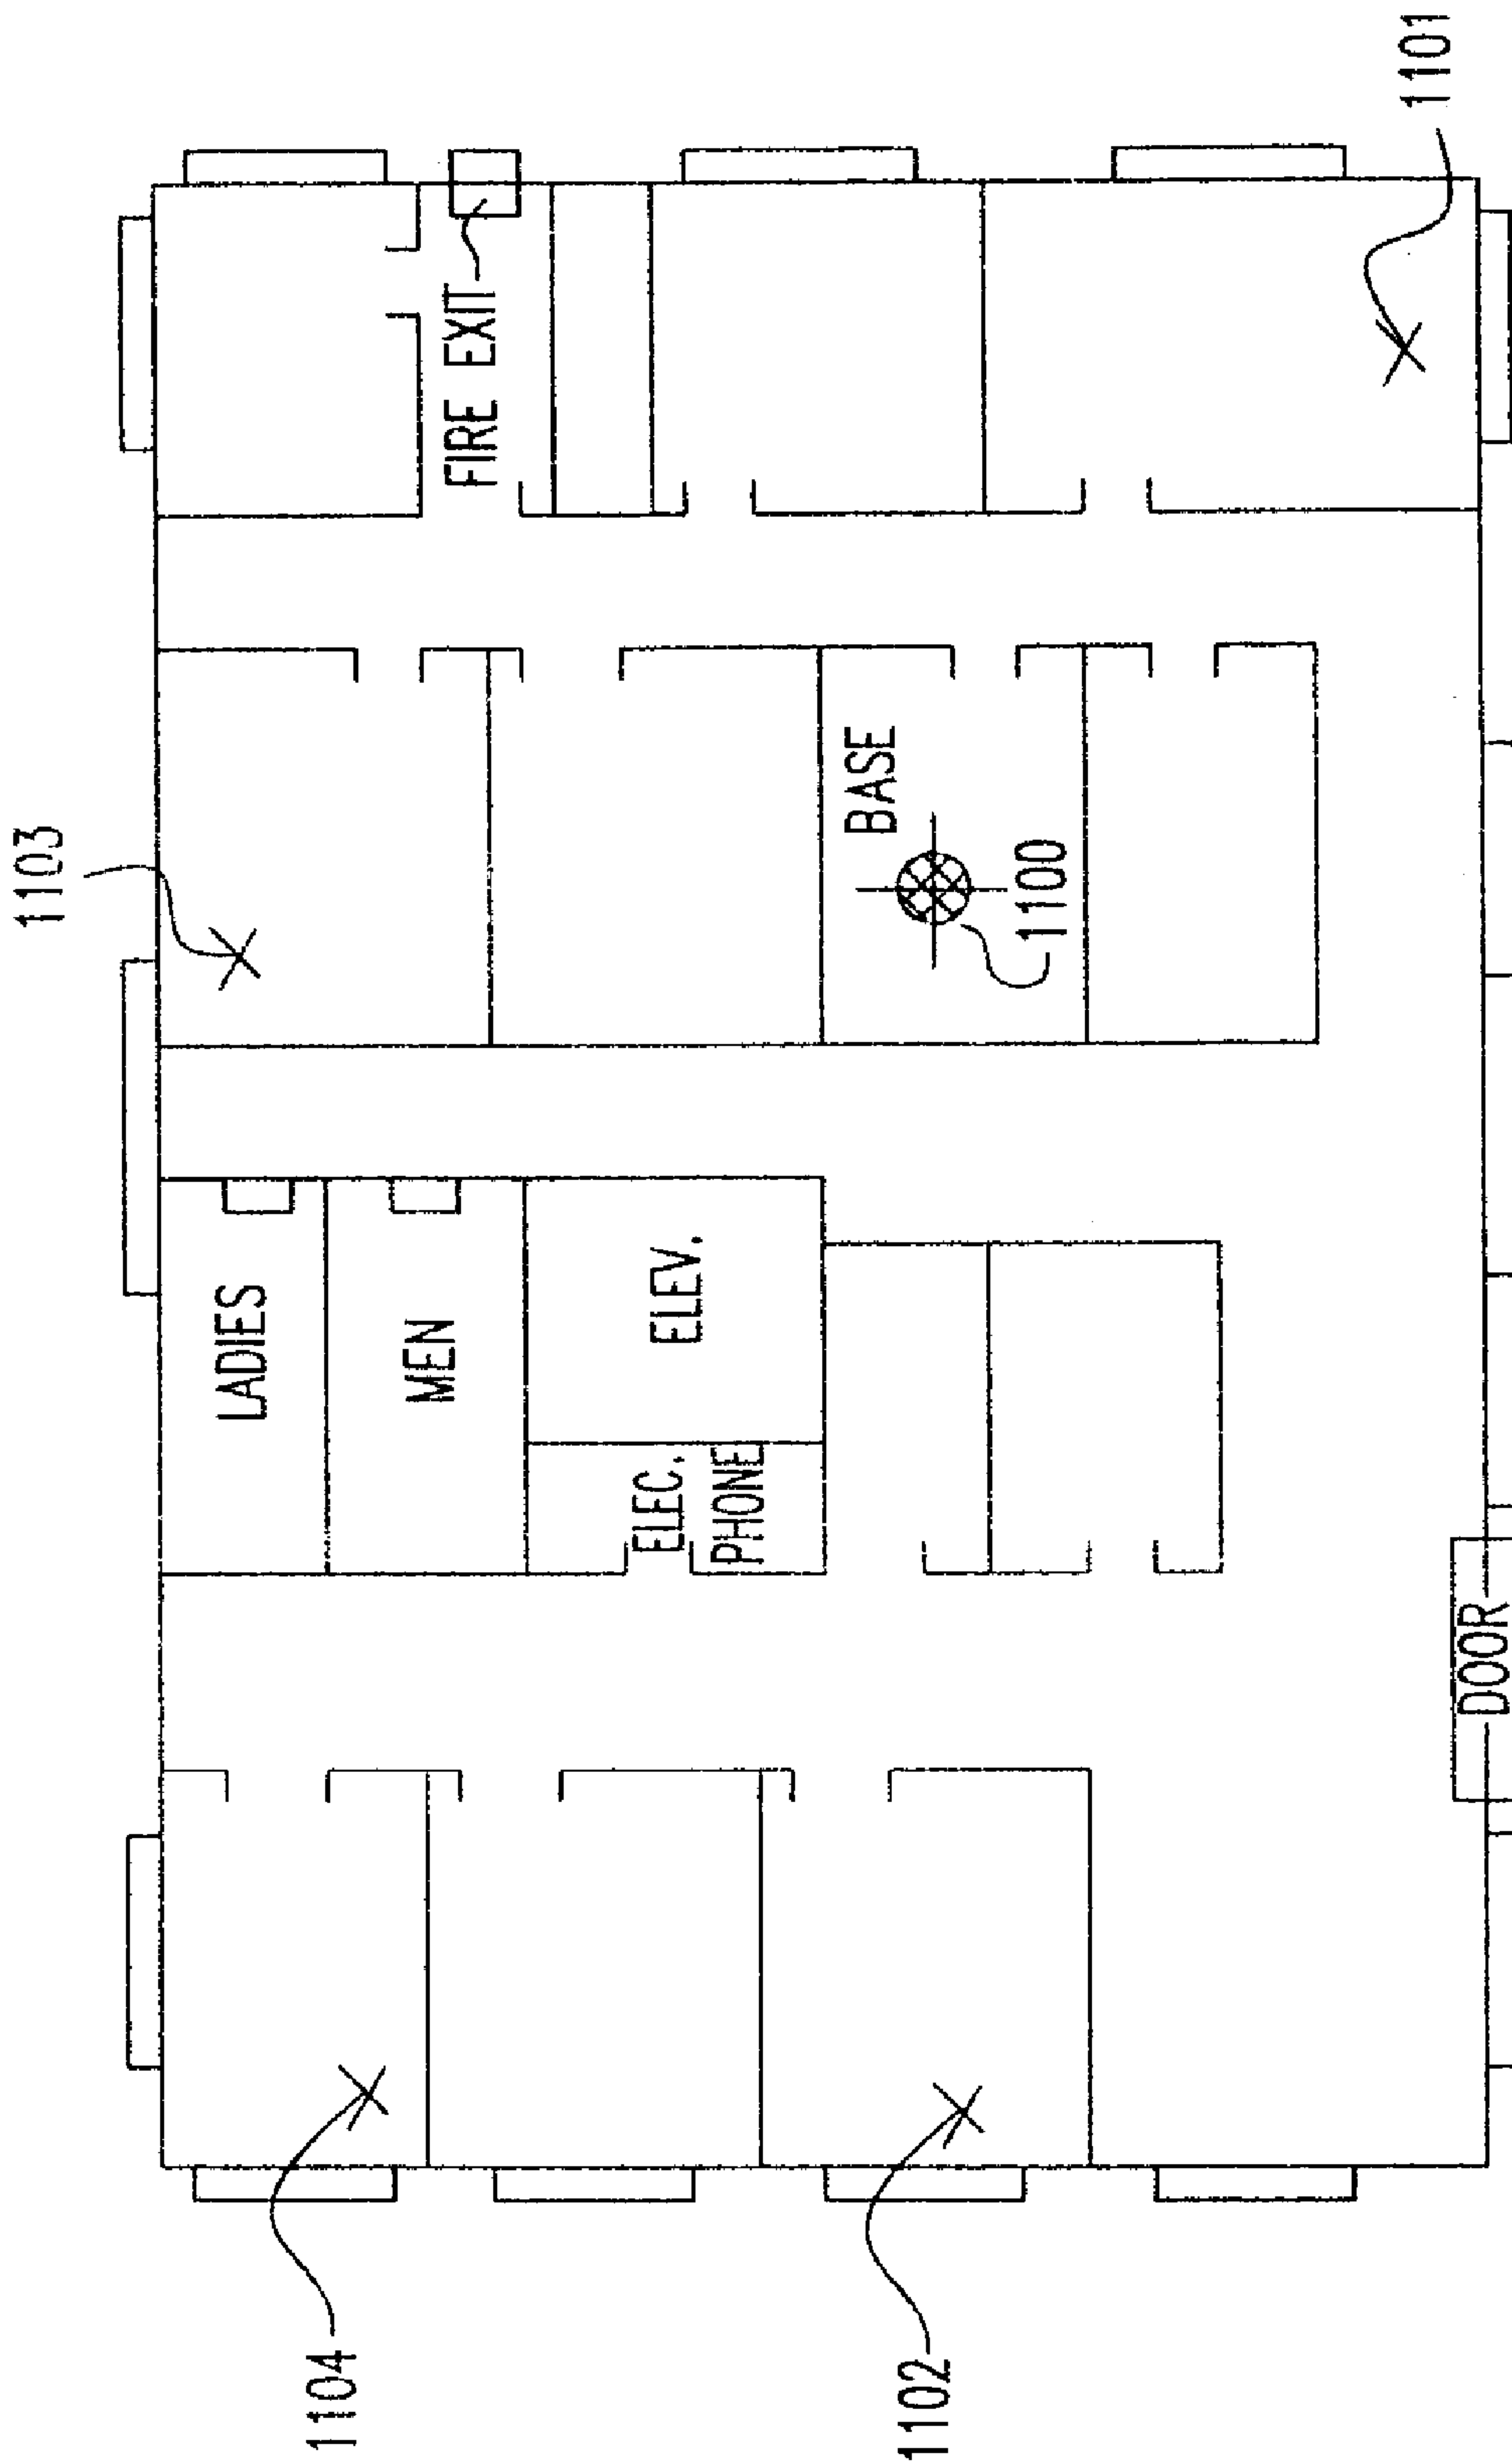 1104
1103
LADIES
MEN
FIRE EXIT
ELEC.
PHONE
ELEV.
BASE
1102
1100
1101
DOOR